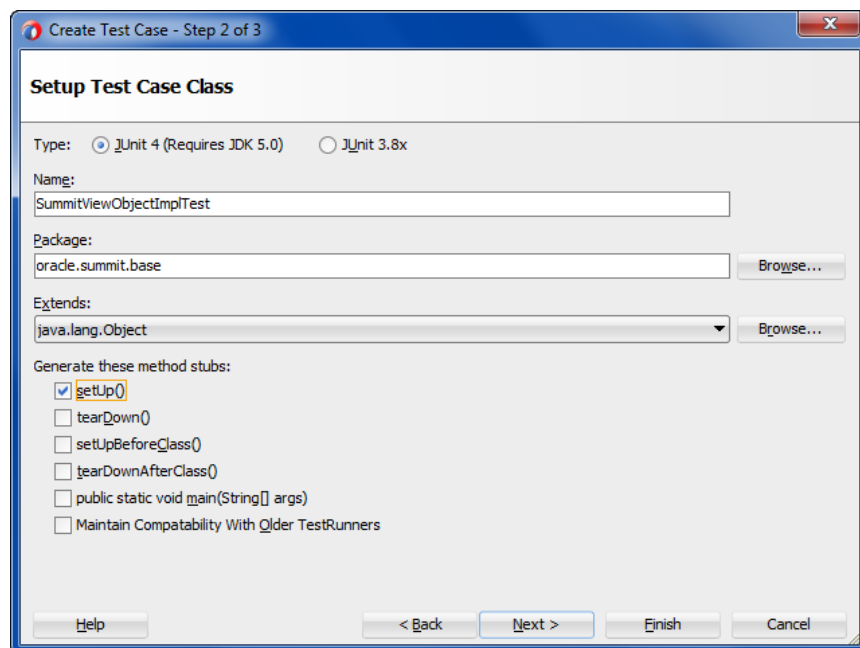 Create Test Case - Step 2 of 3
Setup Test Case Class
Type: JUnit 4 (Requires JDK 5.0) JUnit 3.8x
Name:
SummitViewObjectImplTest
Package:
oracle.summit.base Browse...
Extends:
java.lang.Object Browse...
Generate these method stubs:
setUp()
tearDown()
setUpBeforeClass()
tearDownAfterClass()
public static void main(String[] args)
Maintain Compatability With Older TestRunners
Help < Back Next > Finish Cancel